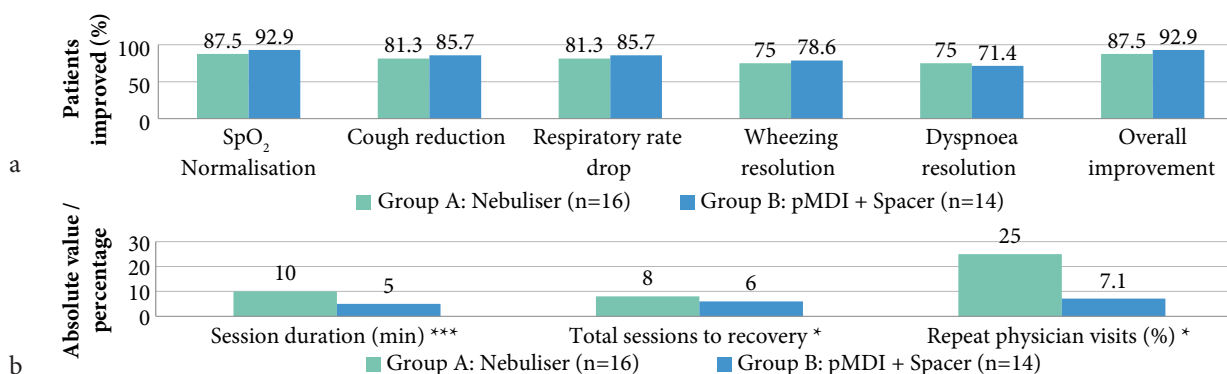 Patients
improved (%)
100
50
0
87.5 92.9
81.3 85.7
81.3 85.7
75 78.6
75 71.4
87.5 92.9
SpO₂
Normalisation
Cough reduction
Respiratory rate
drop
Wheezing
resolution
Dyspnoea
resolution
Overall
improvement
a
Group A: Nebuliser (n=16) Group B: pMDI + Spacer (n=14)
Absolute value /
percentage
30
20
10
0
10 5
8 6
25 7.1
Session duration (min) ***
Total sessions to recovery *
Repeat physician visits (%) *
b
Group A: Nebuliser (n=16) Group B: pMDI + Spacer (n=14)